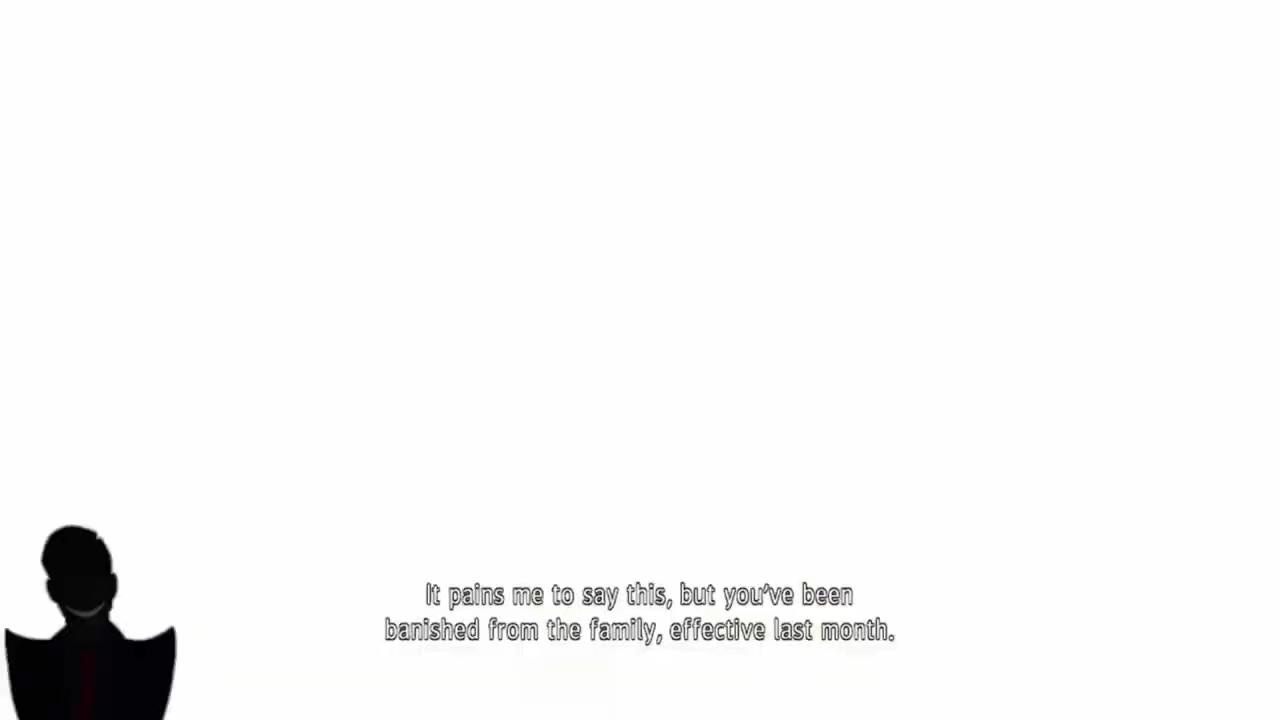 It pains me to say this, but you've been
banished from the family, effective last month.